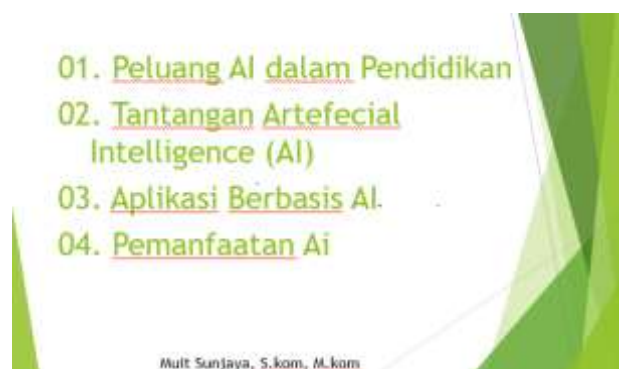 01. Peluang AI dalam Pendidikan
02. Tantangan Artefecial
Intelligence (AI)
03. Aplikasi Berbasis AI.
04. Pemanfaatan Ai
Mult Sunjaya, S.kom, M.kom